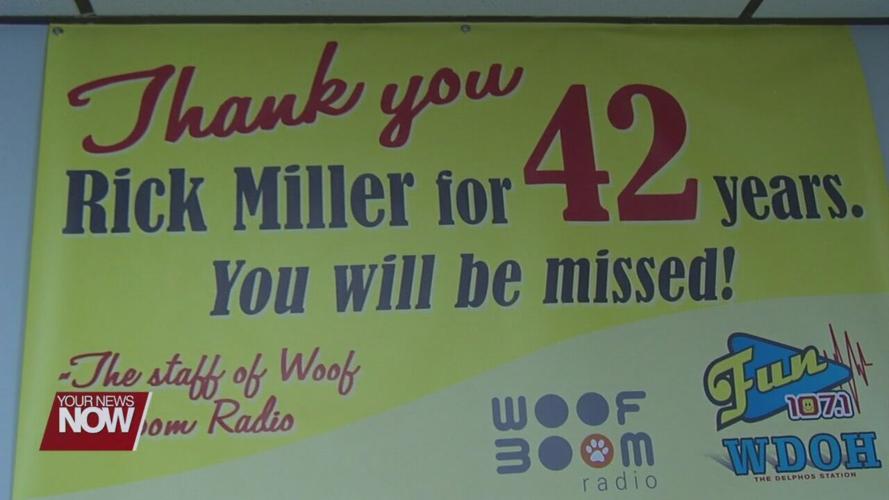 Thank you
Rick Miller for 42 years.
You will be missed!
-The staff of Woof
oom Radio
YOUR NEWS
NOW
WOOF
BOOM
radio
Fun
107.1
WDOH
THE DELPHOS STATION